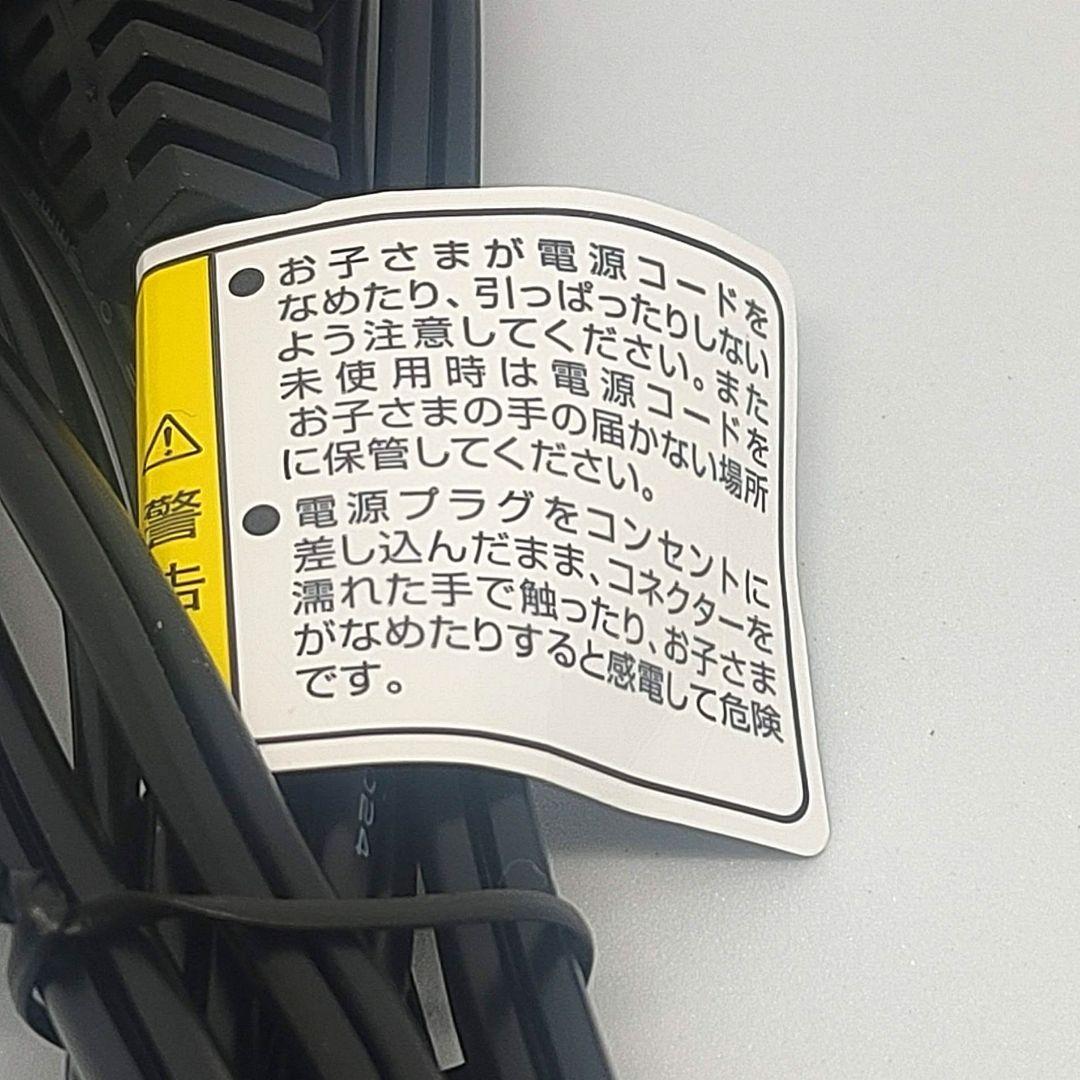 警告
●お子さまが電源コードを
なめたり、引っぱったりしない
よう注意してください。また
未使用時は電源コードを
お子さまの手の届かない場所
に保管してください。
●電源プラグをコンセントに
差し込んだまま、コネクターを
濡れた手で触ったり、お子さま
がなめたりすると感電して危険
です。